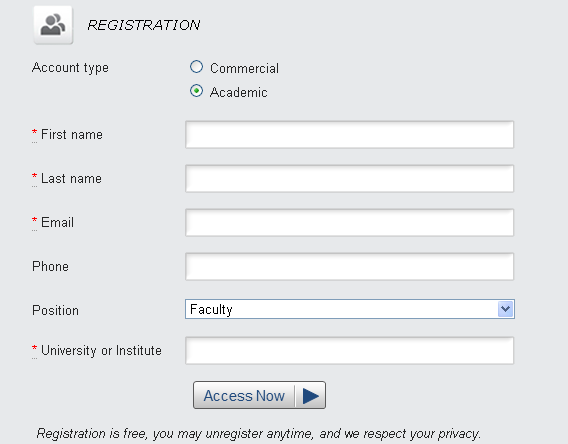 REGISTRATION
Account type
Commercial
Academic
* First name
* Last name
* Email
Phone
Position Faculty
* University or Institute
Access Now
Registration is free, you may unregister anytime, and we respect your privacy.